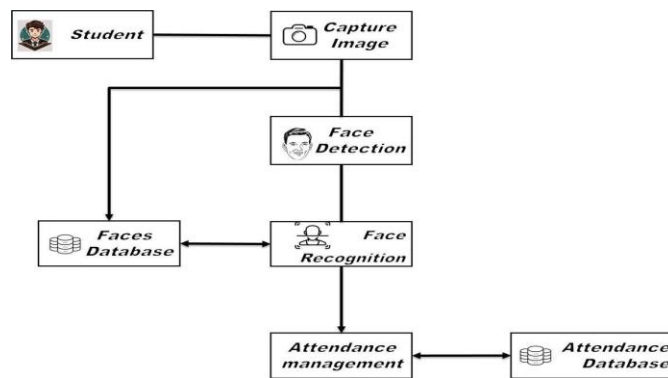 Student
Capture
Image
Face
Detection
Faces
Database
Face
Recognition
Attendance
management
Attendance
Database